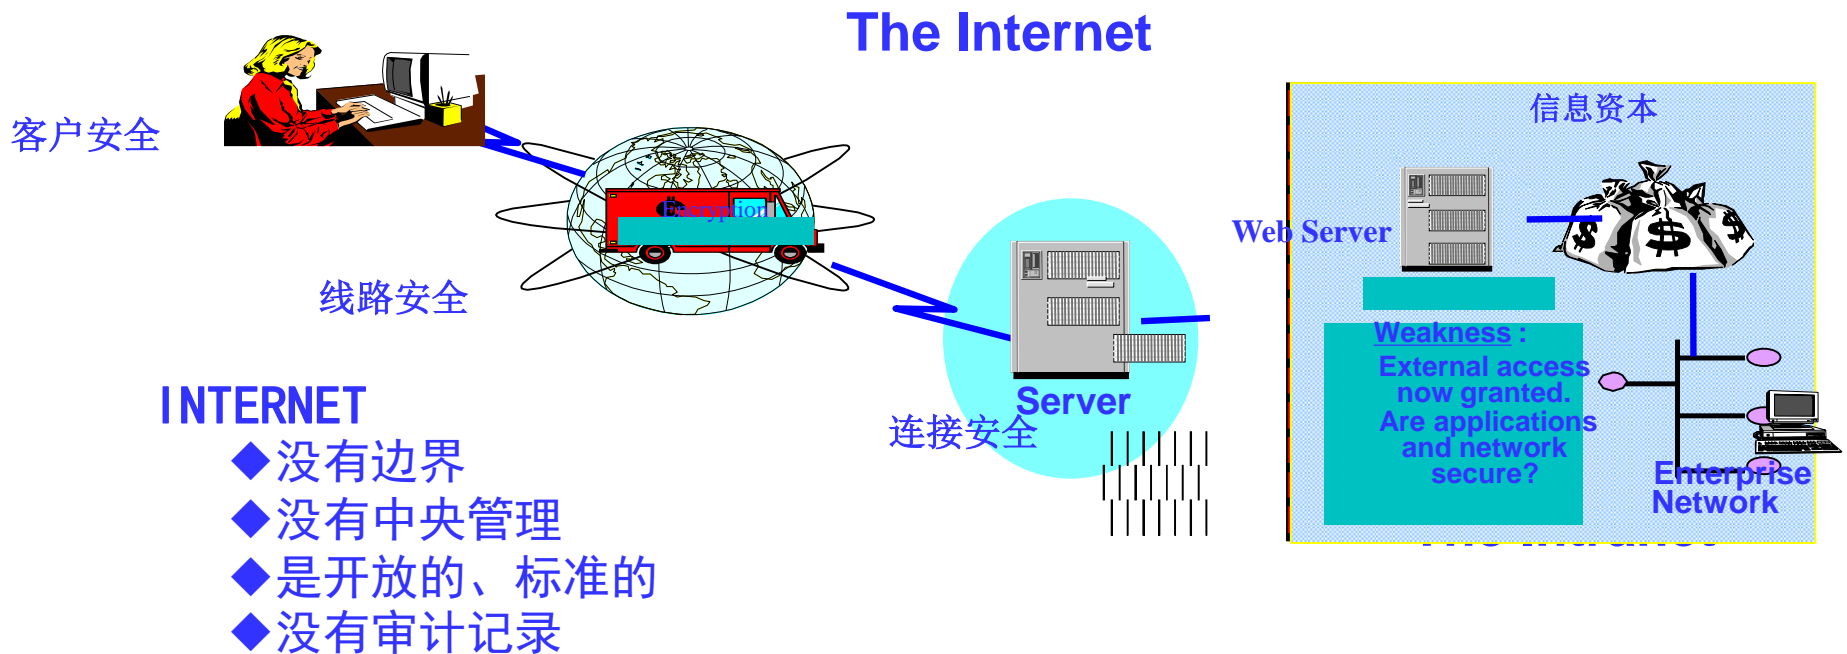 The Internet
客户安全
信息资本
Encryption
Web Server
线路安全
Weakness :
External access
now granted.
Are applications
and network
secure?
Server
连接安全
Enterprise
Network
The Intranet
INTERNET
◆没有边界
◆没有中央管理
◆是开放的、标准的
◆没有审计记录